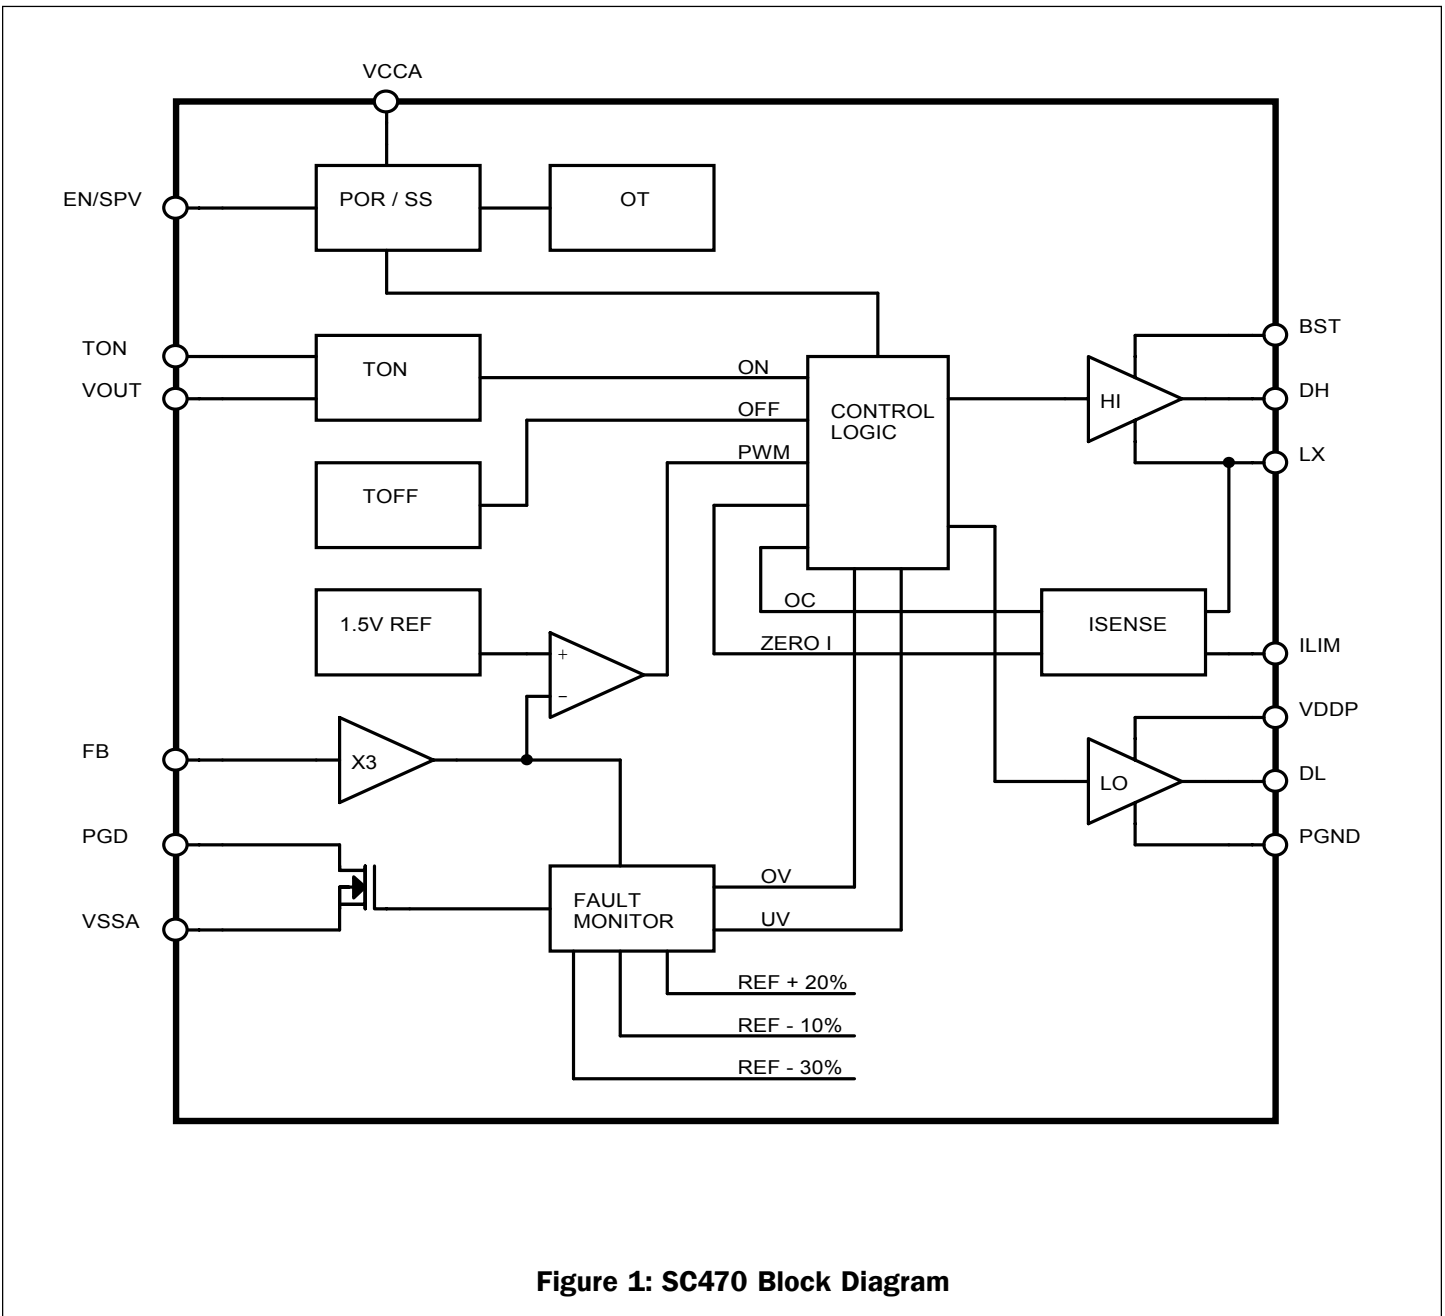 VCCA
EN/SPV
POR / SS
OT
TON
VOUT
TON
ON
OFF
PWM
CONTROL
LOGIC
HI
BST
DH
LX
TOFF
1.5V REF
+
−
OC
ZERO I
ISENSE
ILIM
VDDP
FB
X3
LO
DL
PGD
PGND
VSSA
FAULT
MONITOR
OV
UV
REF + 20%
REF - 10%
REF - 30%
Figure 1: SC470 Block Diagram